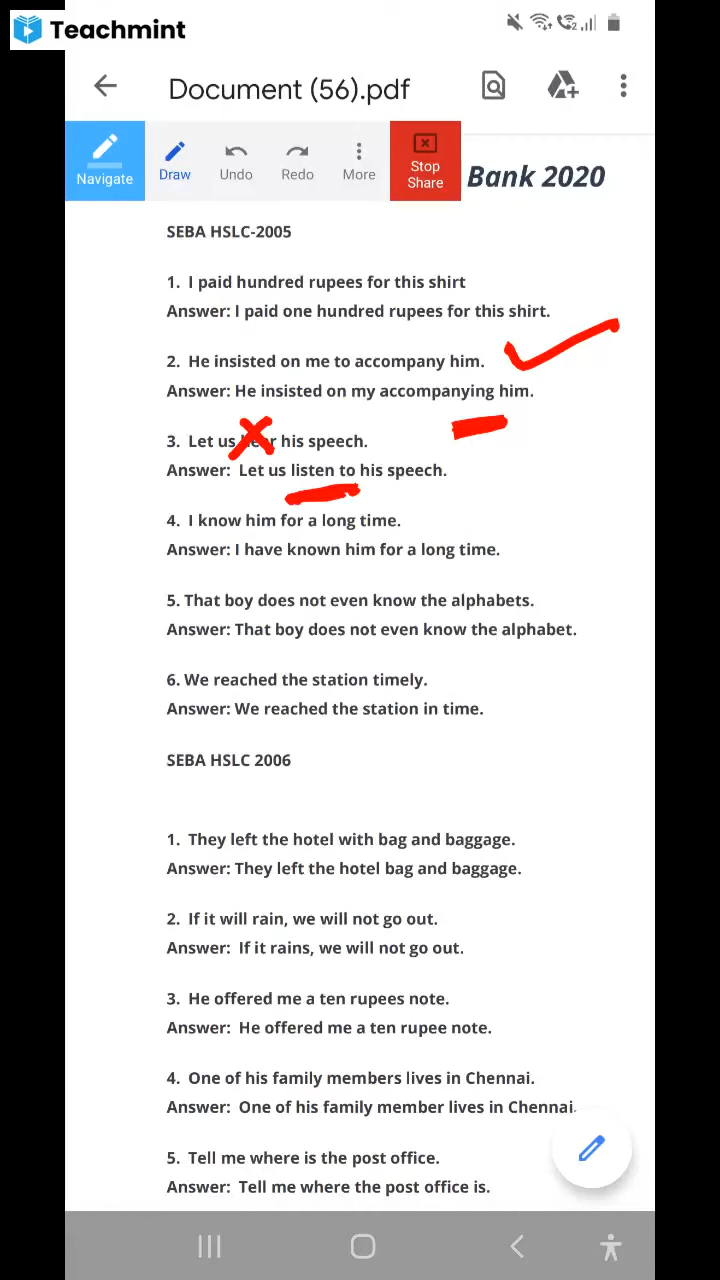 Teachmint
Document (56).pdf
Navigate
Draw
Undo
Redo
More
Stop
Share
Bank 2020
SEBA HSLC-2005
1. I paid hundred rupees for this shirt
Answer: I paid one hundred rupees for this shirt.
2. He insisted on me to accompany him.
Answer: He insisted on my accompanying him.
3. Let us his speech.
Answer: Let us listen to his speech.
4. I know him for a long time.
Answer: I have known him for a long time.
5. That boy does not even know the alphabets.
Answer: That boy does not even know the alphabet.
6. We reached the station timely.
Answer: We reached the station in time.
SEBA HSLC 2006
1. They left the hotel with bag and baggage.
Answer: They left the hotel bag and baggage.
2. If it will rain, we will not go out.
Answer: If it rains, we will not go out.
3. He offered me a ten rupees note.
Answer: He offered me a ten rupee note.
4. One of his family members lives in Chennai.
Answer: One of his family member lives in Chennai.
5. Tell me where is the post office.
Answer: Tell me where the post office is.